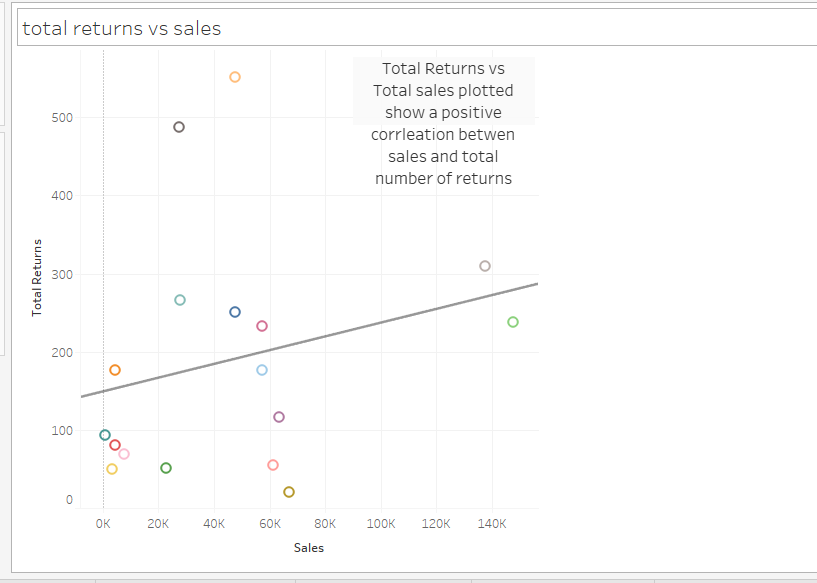 total returns vs sales
Total Returns vs
Total sales plotted
show a positive
corrleation betwen
sales and total
number of returns
500
400
300
200
100
0
Total Returns
0K 20K 40K 60K 80K 100K 120K 140K
Sales